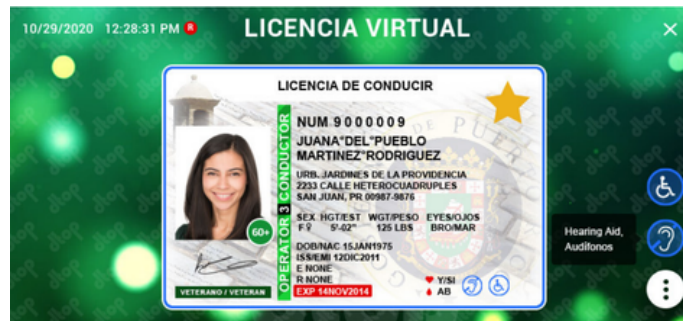 10/29/2020 12:28:31 PM R
LICENCIA VIRTUAL
LICENCIA DE CONDUCIR
OPERATOR 3 CONDUCTOR
NUM 9000009
JUANA*DEL*PUEBLO
MARTINEZ*RODRIGUEZ
URB. JARDINES DE LA PROVIDENCIA
2233 CALLE HETEROCUADRUPLES
SAN JUAN, PR 00987-9876
SEX HGT/EST WGT/PESO EYES/OJOS
F♀ 5'-02" 125 LBS BRO/MAR
60+
DOB/NAC 15JAN1975
ISS/EMI 12DIC2011
E NONE
R NONE
EXP 14NOV2014
Y/SI
AB
VETERANO / VETERAN
Hearing Aid,
Audífonos